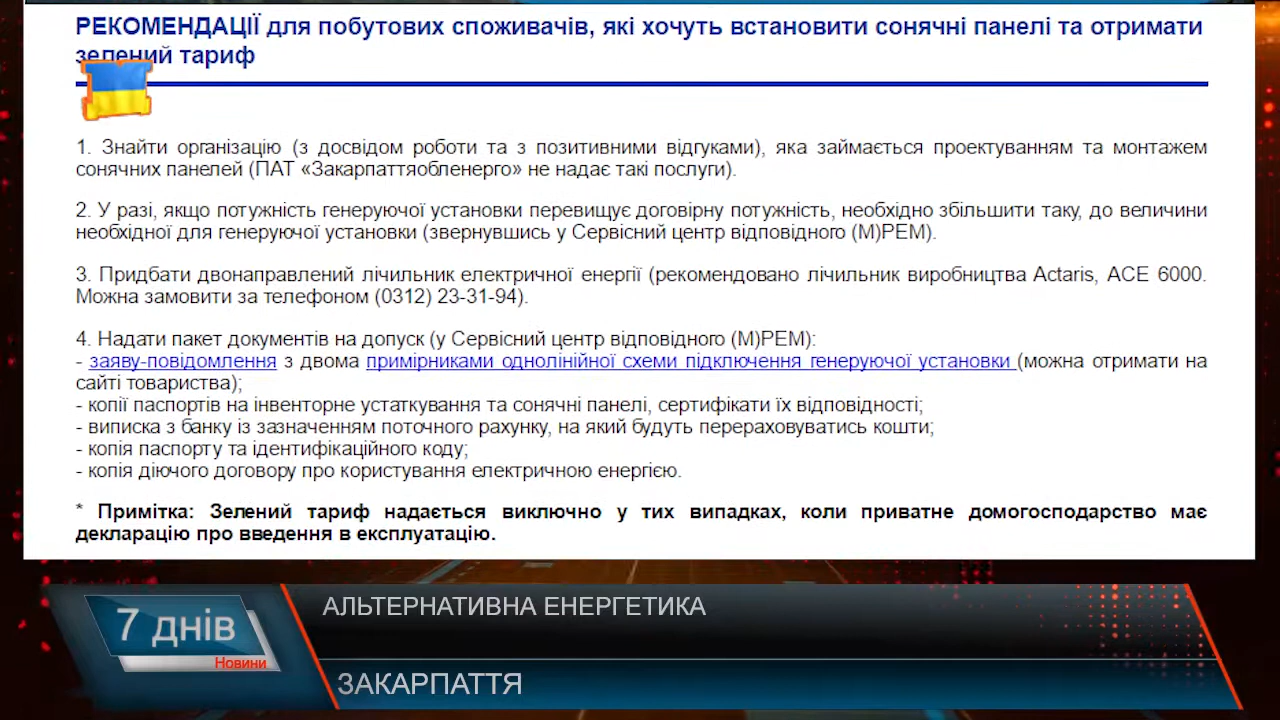 РЕКОМЕНДАЦІЇ для побутових споживачів, які хочуть встановити сонячні панелі та отримати
зелений тариф
1. Знайти організацію (з досвідом роботи та з позитивними відгуками), яка займається проектуванням та монтажем
сонячних панелей (ПАТ «Закарпаттяобленерго» не надає такі послуги).
2. У разі, якщо потужність генеруючої установки перевищує договірну потужність, необхідно збільшити таку, до величини
необхідної для генеруючої установки (звернувшись у Сервісний центр відповідного (М)РЕМ).
3. Придбати двонаправлений лічильник електричної енергії (рекомендовано лічильник виробництва Actaris, ACE 6000.
Можна замовити за телефоном (0312) 23-31-94).
4. Надати пакет документів на допуск (у Сервісний центр відповідного (М)РЕМ):
- заяву-повідомлення з двома примірниками однолінійної схеми підключення генеруючої установки (можна отримати на
сайті товариства);
- копії паспортів на інвенторне устаткування та сонячні панелі, сертифікати їх відповідності;
- виписка з банку із зазначенням поточного рахунку, на який будуть перераховуватись кошти;
- копія паспорту та ідентифікаційного коду;
- копія діючого договору про користування електричною енергією.
* Примітка: Зелений тариф надається виключно у тих випадках, коли приватне домогосподарство має
декларацію про введення в експлуатацію.
7 днів
Новини
АЛЬТЕРНАТИВНА ЕНЕРГЕТИКА
ЗАКАРПАТТЯ